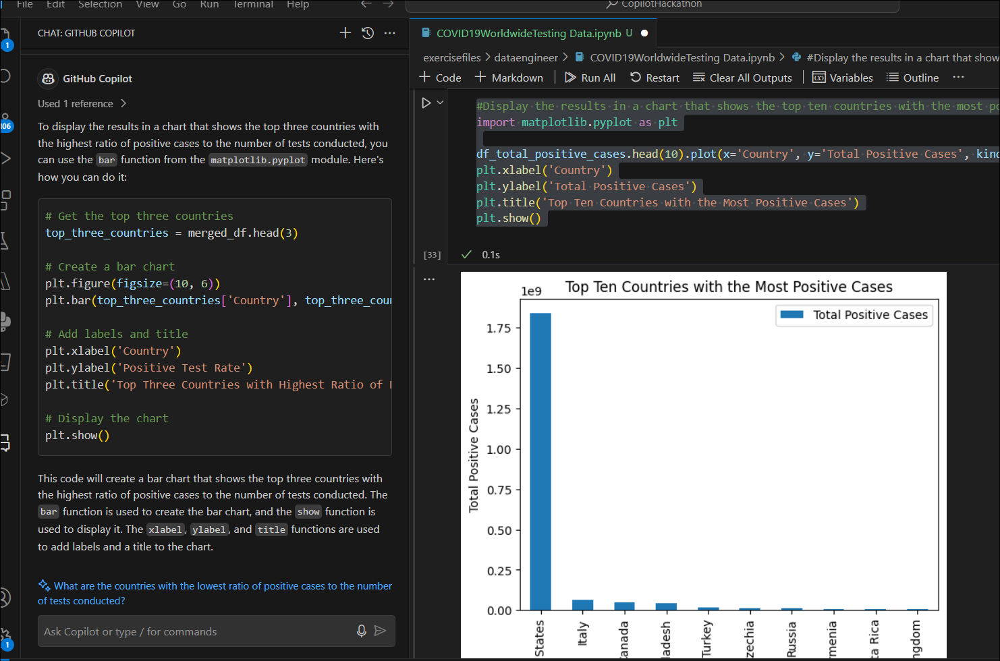 File Edit Selection View Go Run Terminal Help
CopilotHackathon
CHAT: GITHUB COPILOT
1
106
1
GitHub Copilot
Used 1 reference
To display the results in a chart that shows the top three countries with
the highest ratio of positive cases to the number of tests conducted, you
can use the bar function from the matplotlib.pyplot module. Here's
how you can do it:
# Get the top three countries
top_three_countries = merged_df.head(3)
# Create a bar chart
plt.figure(figsize=(10, 6))
plt.bar(top_three_countries['Country'], top_three_cou
# Add labels and title
plt.xlabel('Country')
plt.ylabel('Positive Test Rate')
plt.title('Top Three Countries with Highest Ratio of
# Display the chart
plt.show()
This code will create a bar chart that shows the top three countries with
the highest ratio of positive cases to the number of tests conducted. The
bar function is used to create the bar chart, and the show function is
used to display it. The xlabel, ylabel, and title functions are used
to add labels and a title to the chart.
What are the countries with the lowest ratio of positive cases to the number
of tests conducted?
Ask Copilot or type / for commands
COVID19WorldwideTesting Data.ipynb U
exercisefiles > dataengineer > COVID19WorldwideTesting Data.ipynb > #Display the results in a chart that show
Code Markdown Run All Restart Clear All Outputs Variables Outline ...
#Display the results in a chart that shows the top ten countries with the most po
import matplotlib.pyplot as plt
df_total_positive_cases.head(10).plot(x='Country', y='Total Positive Cases', kind
plt.xlabel('Country')
plt.ylabel('Total Positive Cases')
plt.title('Top Ten Countries with the Most Positive Cases')
plt.show()
[33] 0.1s
Top Ten Countries with the Most Positive Cases
1e9
Total Positive Cases
1.75
1.50
1.25
1.00
0.75
0.50
0.25
0.00
Total Positive Cases
States
Italy
anada
ladesh
Turkey
zechia
Russia
menia
ta Rica
ngdom